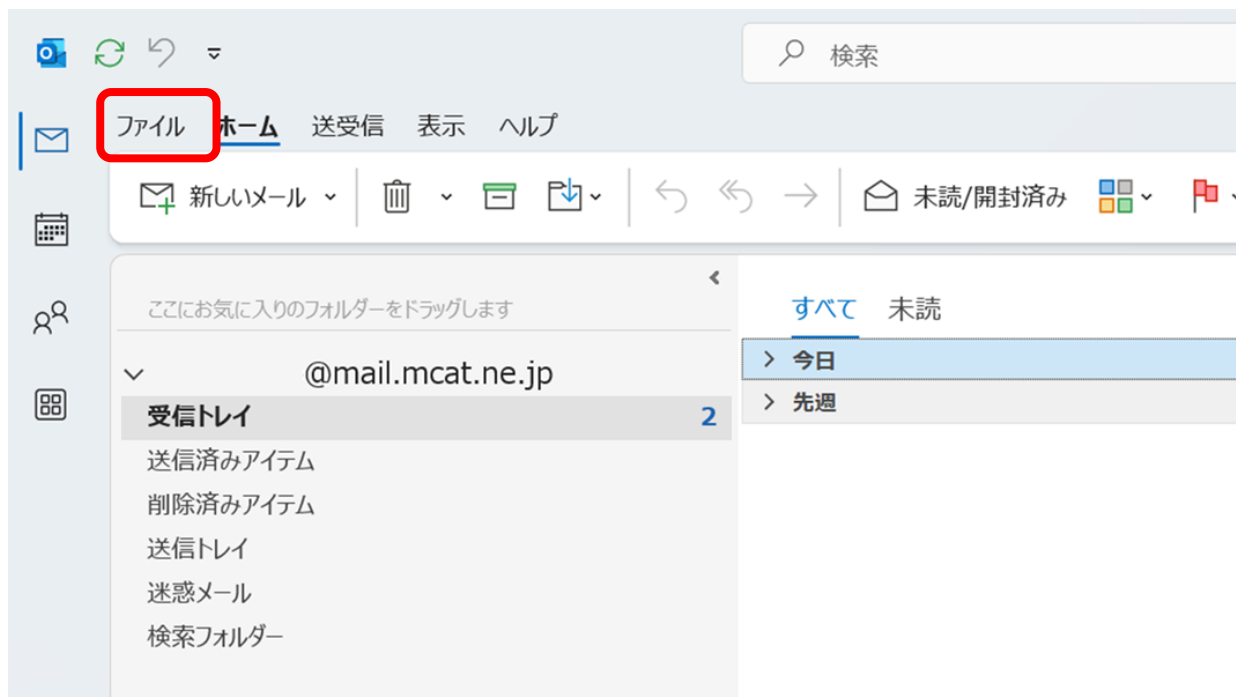 検索
ファイル ホーム 送受信 表示 ヘルプ
新しいメール 未読/開封済み
ここにお気に入りのフォルダーをドラッグします
@mail.mcat.ne.jp
受信トレイ 2
送信済みアイテム
削除済みアイテム
送信トレイ
迷惑メール
検索フォルダー
すべて 未読
今日
先週